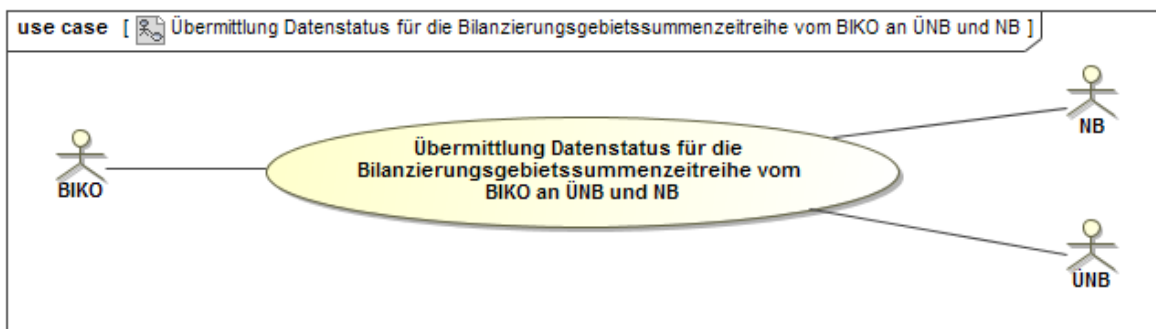 use case [ Übermittlung Datenstatus für die Bilanzierungsgebietssummenzeitreihe vom BIKO an ÜNB und NB ]
NB
Übermittlung Datenstatus für die
Bilanzierungsgebietssummenzeitreihe vom
BIKO an ÜNB und NB
BIKO
ÜNB